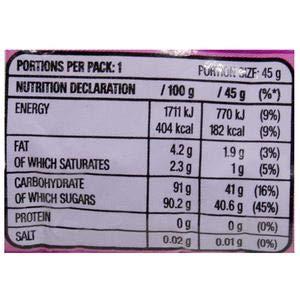 PORTIONS PER PACK: 1 PORTION SIZE: 45 g
NUTRITION DECLARATION / 100 g / 45 g (%*)
ENERGY 1711 kJ 770 kJ (9%)
404 kcal 182 kcal (9%)
FAT 4.2 g 1.9 g (3%)
OF WHICH SATURATES 2.3 g 1 g (5%)
CARBOHYDRATE 91 g 41 g (16%)
OF WHICH SUGARS 90.2 g 40.6 g (45%)
PROTEIN 0 g 0 g (0%)
SALT 0.02 g 0.01 g (0%)